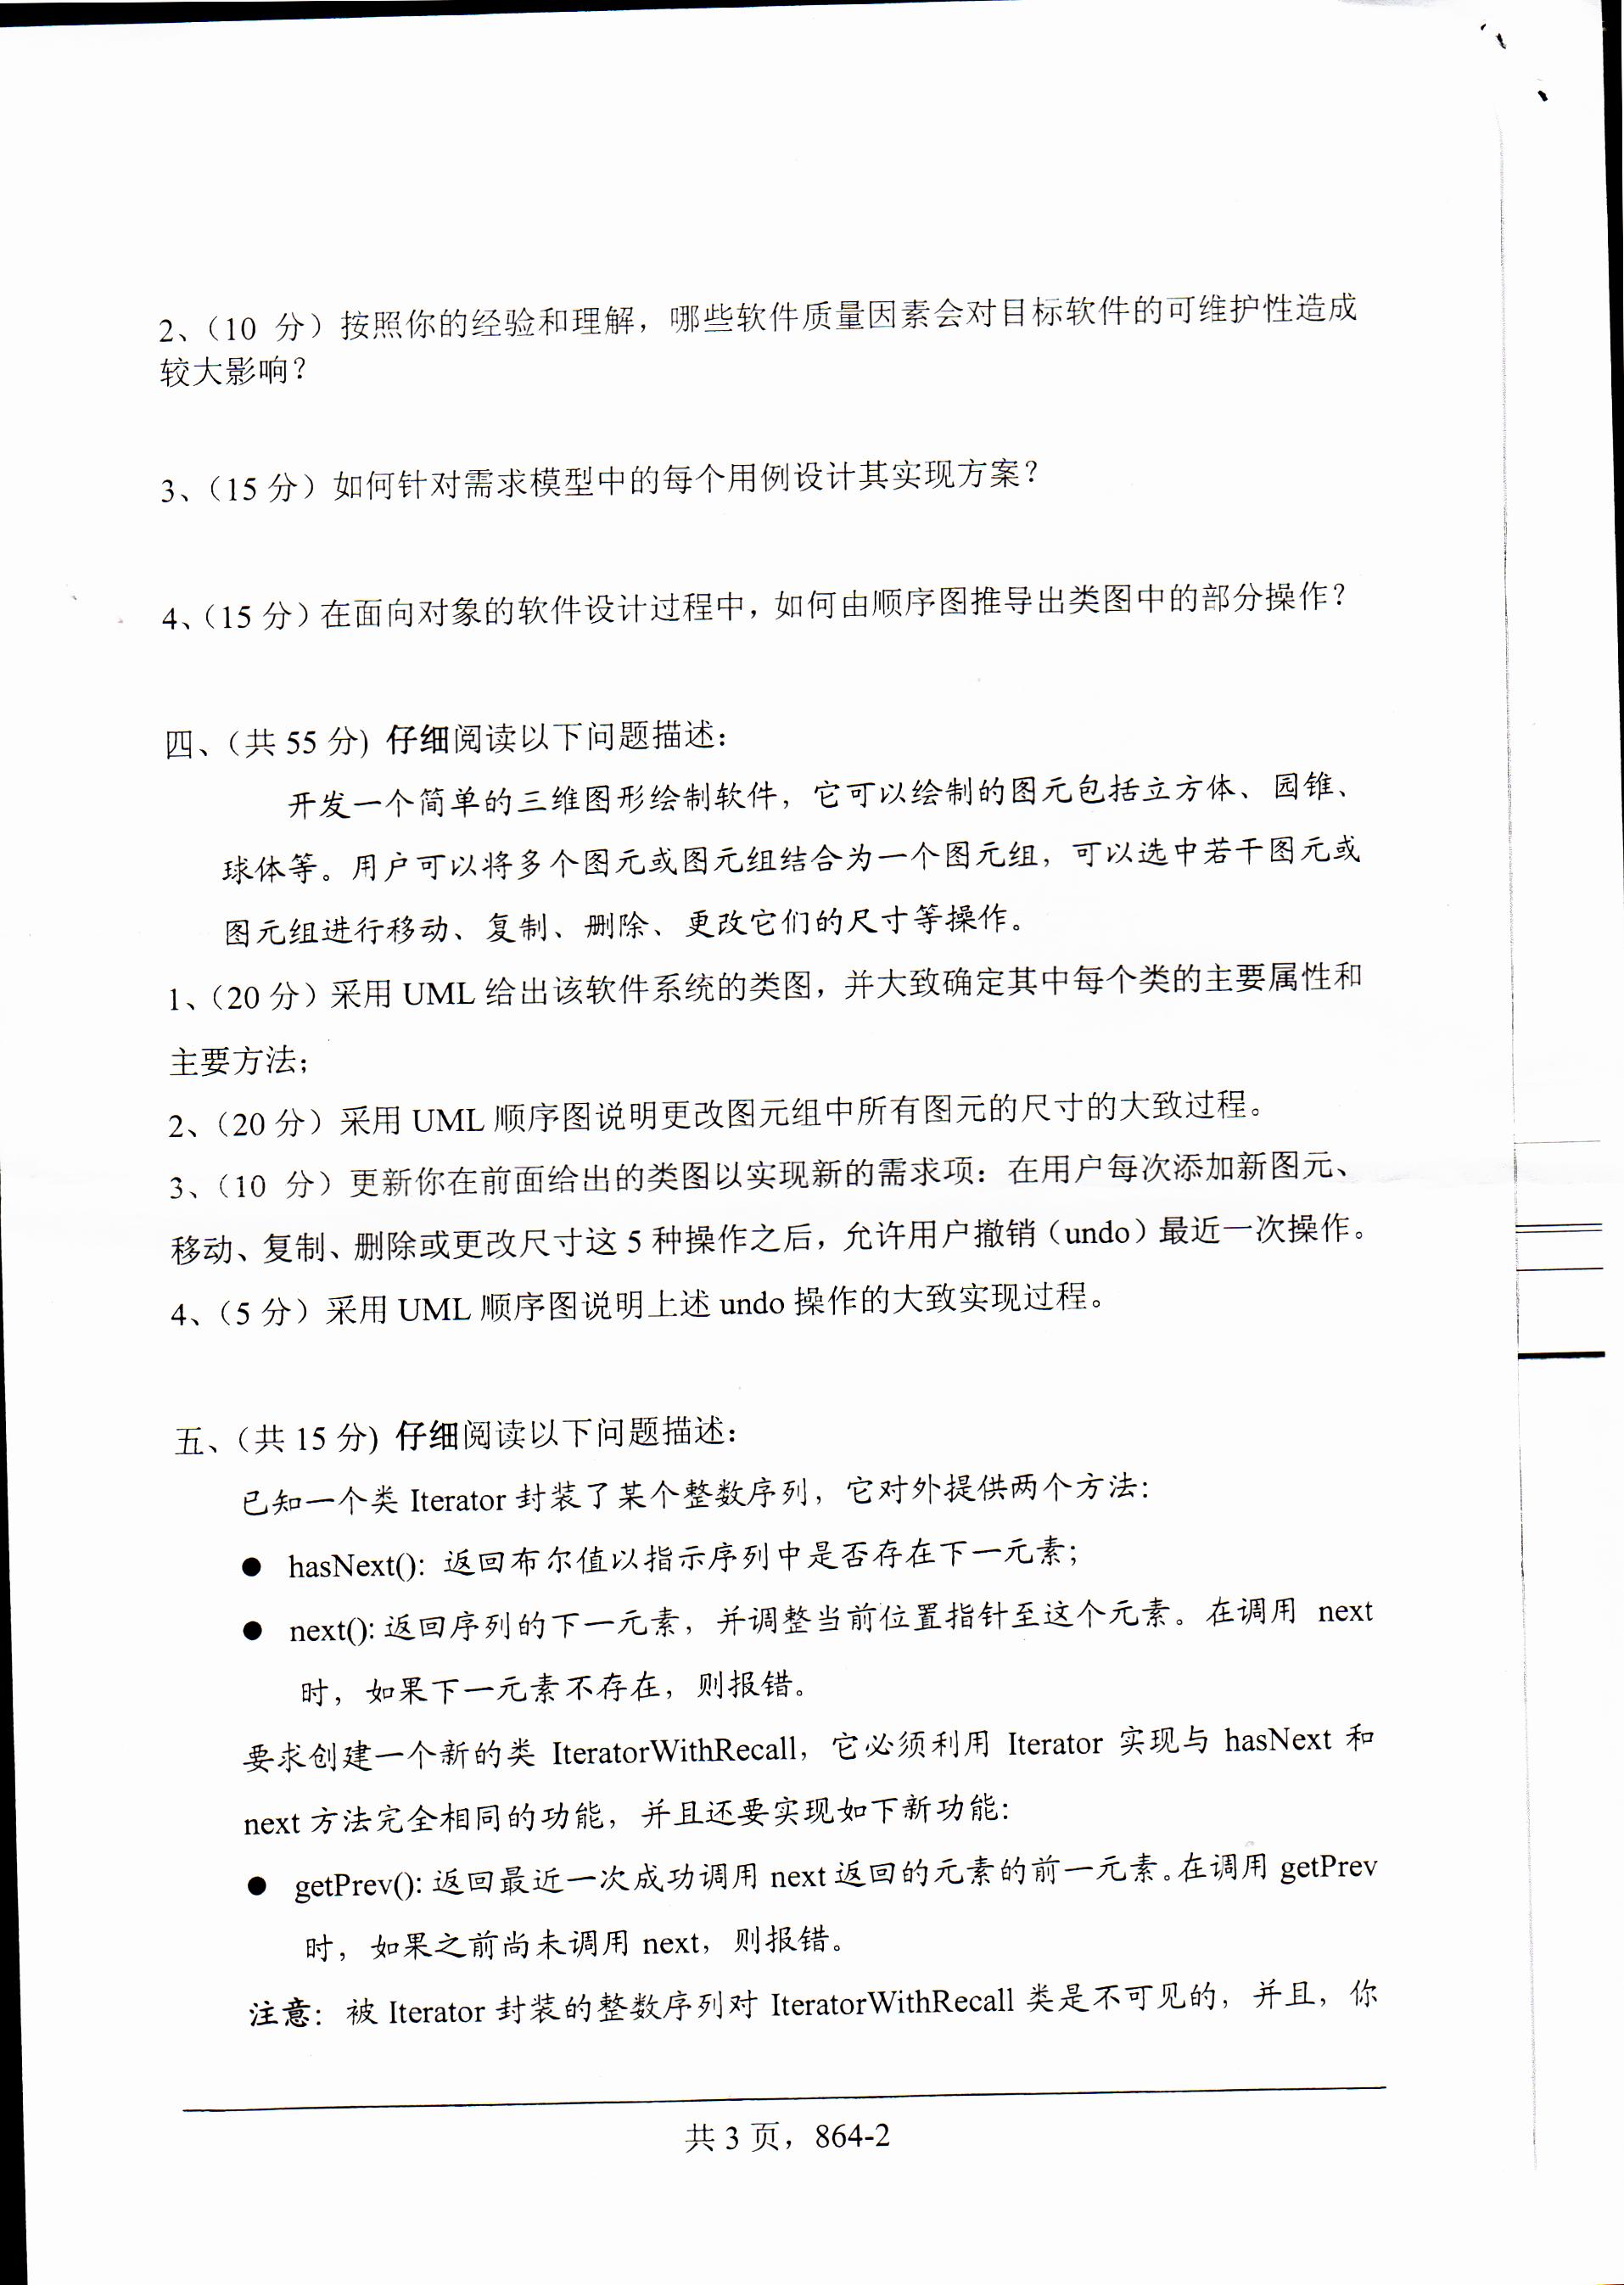 2、（10 分）按照你的经验和理解，哪些软件质量因素会对目标软件的可维护性造成
较大影响？
3、（15 分）如何针对需求模型中的每个用例设计其实现方案？
4、（15 分）在面向对象的软件设计过程中，如何由顺序图推导出类图中的部分操作？
四、（共 55 分) 仔细阅读以下问题描述：
开发一个简单的三维图形绘制软件，它可以绘制的图元包括立方体、园锥、
球体等。用户可以将多个图元或图元组结合为一个图元组，可以选中若干图元或
图元组进行移动、复制、删除、更改它们的尺寸等操作。
1、（20 分）采用 UML 给出该软件系统的类图，并大致确定其中每个类的主要属性和
主要方法；
2、（20 分）采用 UML 顺序图说明更改图元组中所有图元的尺寸的大致过程。
3、（10 分）更新你在前面给出的类图以实现新的需求项：在用户每次添加新图元、
移动、复制、删除或更改尺寸这 5 种操作之后，允许用户撤销（undo）最近一次操作。
4、（5 分）采用 UML 顺序图说明上述 undo 操作的大致实现过程。
五、（共 15 分) 仔细阅读以下问题描述：
已知一个类 Iterator 封装了某个整数序列，它对外提供两个方法：
● hasNext(): 返回布尔值以指示序列中是否存在下一元素；
● next(): 返回序列的下一元素，并调整当前位置指针至这个元素。在调用 next
时，如果下一元素不存在，则报错。
要求创建一个新的类 IteratorWithRecall，它必须利用 Iterator 实现与 hasNext 和
next 方法完全相同的功能，并且还要实现如下新功能：
● getPrev(): 返回最近一次成功调用 next 返回的元素的前一元素。在调用 getPrev
时，如果之前尚未调用 next，则报错。
注意：被 Iterator 封装的整数序列对 IteratorWithRecall 类是不可见的，并且，你
共 3 页，864-2